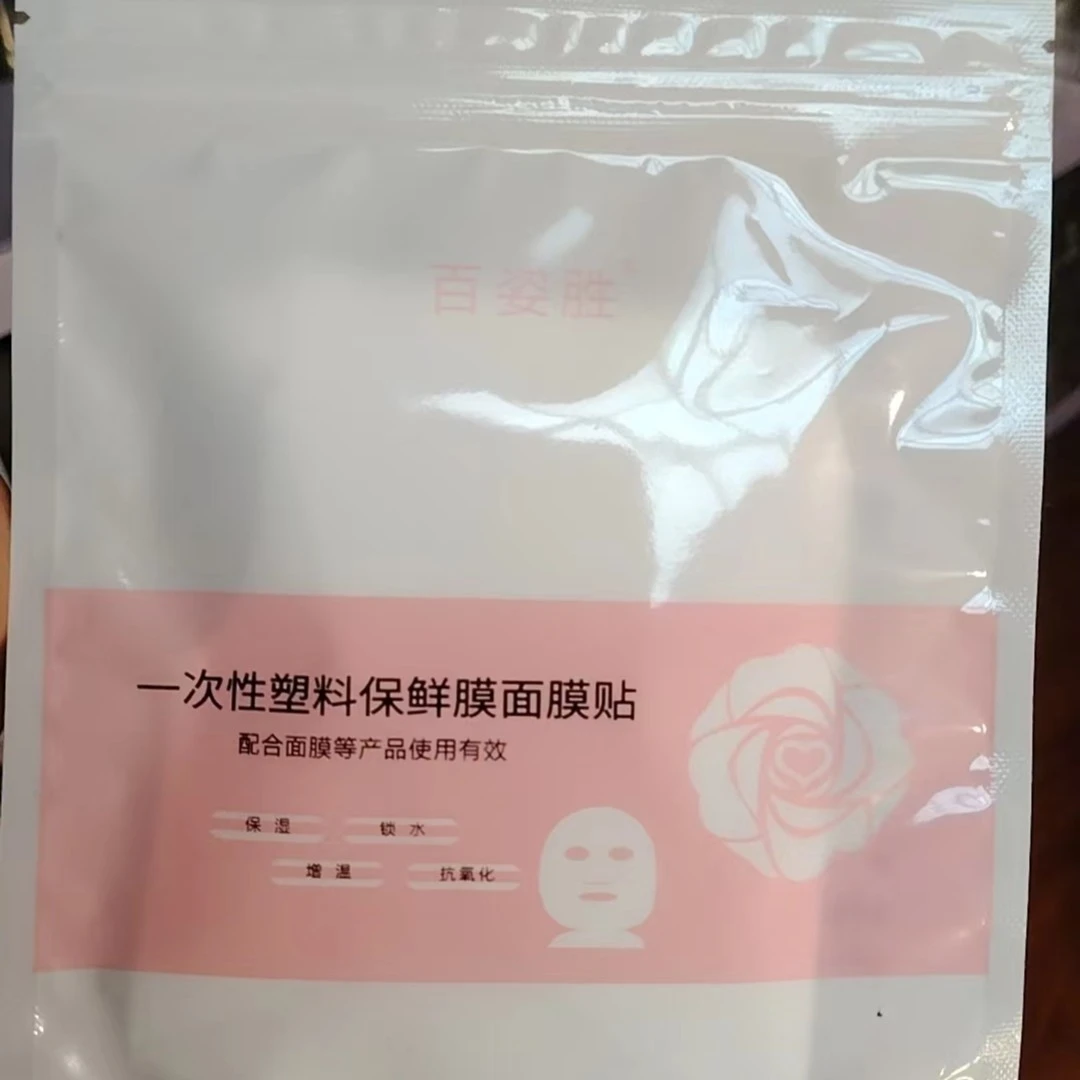 百姿胜
一次性塑料保鲜膜面膜贴
配合面膜等产品使用有效
保湿 锁水
增温 抗氧化